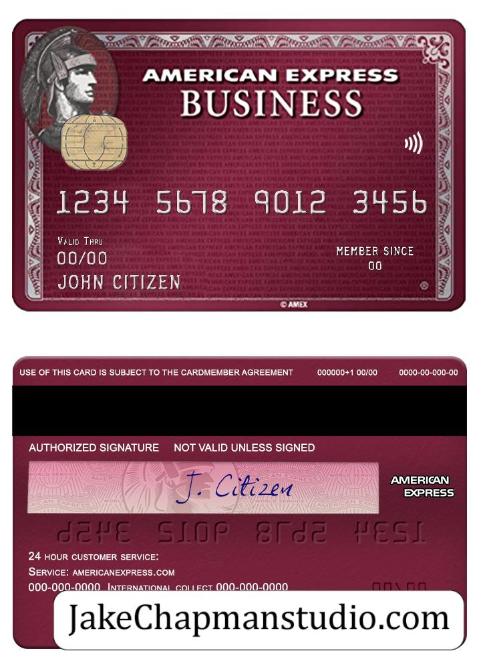 AMERICAN EXPRESS
BUSINESS
1234 5678 9012 3456
VALID THRU
00/00
MEMBER SINCE
00
JOHN CITIZEN
© AMEX
USE OF THIS CARD IS SUBJECT TO THE CARDMEMBER AGREEMENT 000000+1 00/00 0000-00-000-00
AUTHORIZED SIGNATURE NOT VALID UNLESS SIGNED
J. Citizen
AMERICAN
EXPRESS
1234 5678 9012 3456
24 HOUR CUSTOMER SERVICE:
SERVICE: AMERICANEXPRESS.COM
000-000-0000 INTERNATIONAL COLLECT 000-000-0000
00/00
JakeChapmanstudio.com